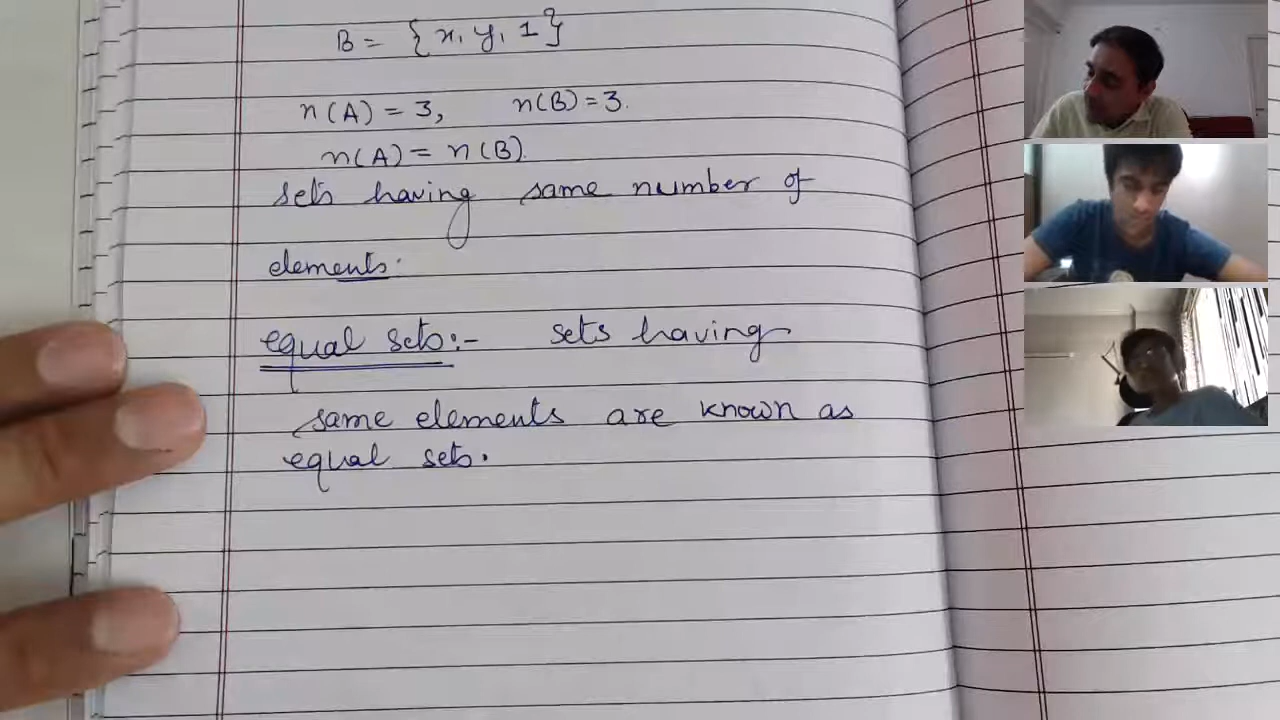 B = {x, y, 1}
n(A) = 3, n(B) = 3.
n(A) = n(B).
sets having same number of
elements.
equal sets:- sets having
same elements are known as
equal sets.